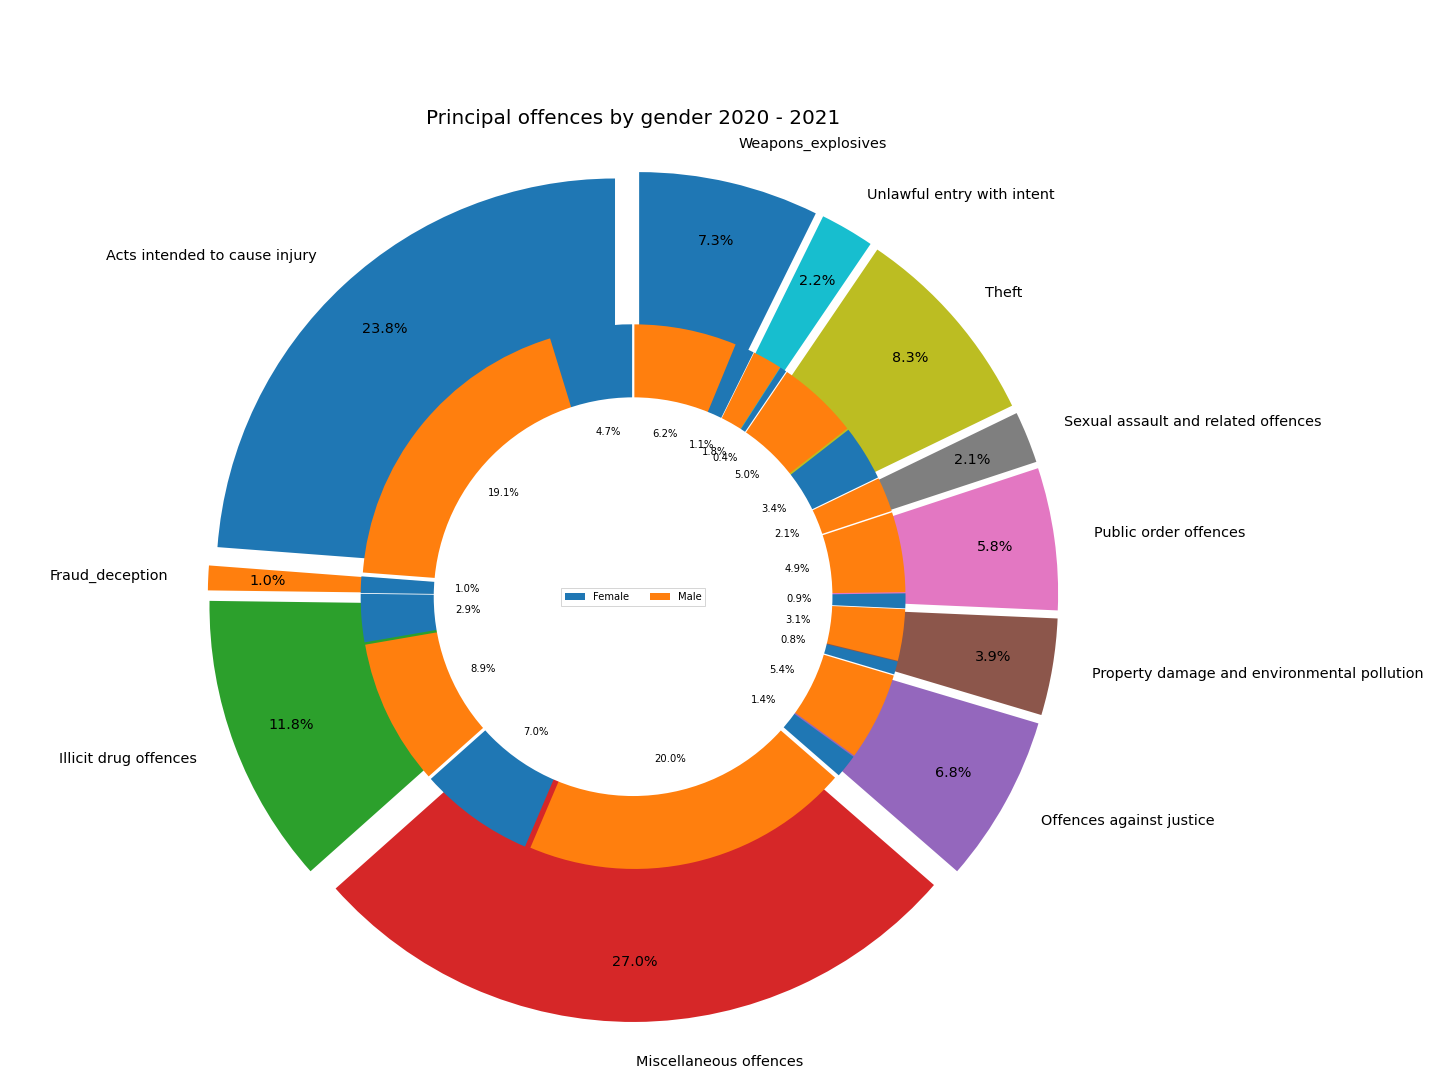 Principal offences by gender 2020 - 2021
Weapons_explosives
Unlawful entry with intent
Acts intended to cause injury
Theft
Sexual assault and related offences
Public order offences
Fraud_deception
Property damage and environmental pollution
Illicit drug offences
Offences against justice
Miscellaneous offences
7.3%
2.2%
23.8%
8.3%
2.1%
5.8%
1.0%
3.9%
11.8%
6.8%
27.0%
4.7%
6.2%
1.1%
1.8%
0.4%
5.0%
19.1%
3.4%
2.1%
4.9%
1.0%
0.9%
2.9%
3.1%
0.8%
8.9%
5.4%
1.4%
7.0%
20.0%
Female Male